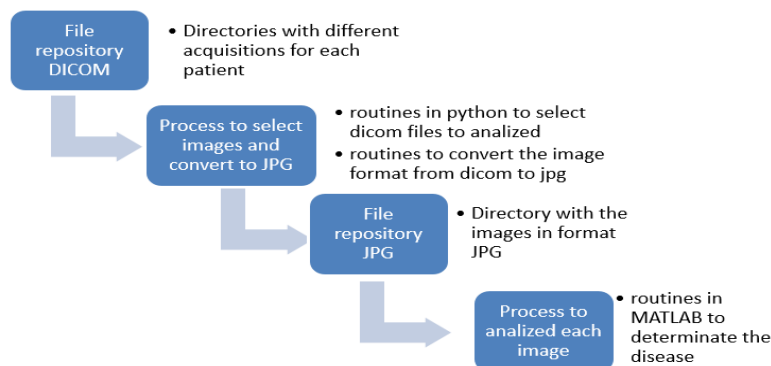 File
repository
DICOM
• Directories with different
acquisitions for each
patient
Process to select
images and
convert to JPG
• routines in python to select
dicom files to analized
• routines to convert the image
format from dicom to jpg
File
repository
JPG
• Directory with the
images in format
JPG
Process to
analized each
image
• routines in
MATLAB to
determinate the
disease